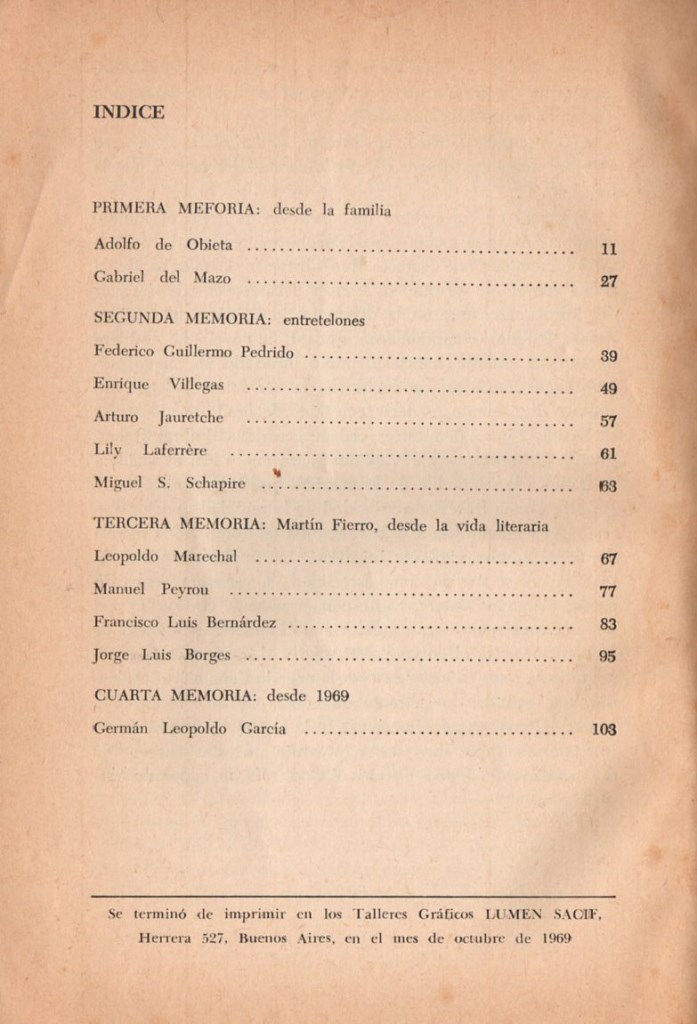 INDICE
PRIMERA MEFORIA: desde la familia
Adolfo de Obieta ........................................ 11
Gabriel del Mazo ........................................ 27
SEGUNDA MEMORIA: entretelones
Federico Guillermo Pedrido ................................. 39
Enrique Villegas ........................................ 49
Arturo Jauretche ........................................ 57
Lily Laferrère .......................................... 61
Miguel S. Schapire ...................................... 63
TERCERA MEMORIA: Martín Fierro, desde la vida literaria
Leopoldo Marechal ....................................... 67
Manuel Peyrou .......................................... 77
Francisco Luis Bernárdez ................................... 83
Jorge Luis Borges ........................................ 95
CUARTA MEMORIA: desde 1969
Germán Leopoldo García ................................. 103
Se terminó de imprimir en los Talleres Gráficos LUMEN SACIF,
Herrera 527, Buenos Aires, en el mes de octubre de 1969